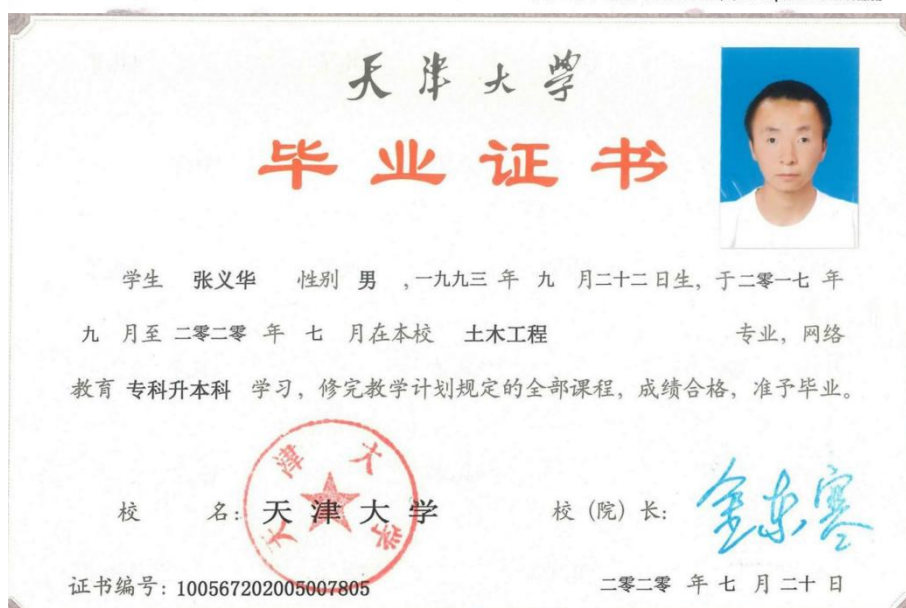 天津大学
毕业证书
学生 张义华 性别 男 ,一九九三 年 九 月二十二日生, 于二零一七 年
九 月至 二零二零 年 七 月在本校 土木工程 专业, 网络
教育 专科升本科 学习, 修完教学计划规定的全部课程, 成绩合格, 准予毕业。
天津大学
校 名: 天津大学 校 (院) 长: 金东寒
证书编号: 100567202005007805 二零二零 年 七 月 二十 日